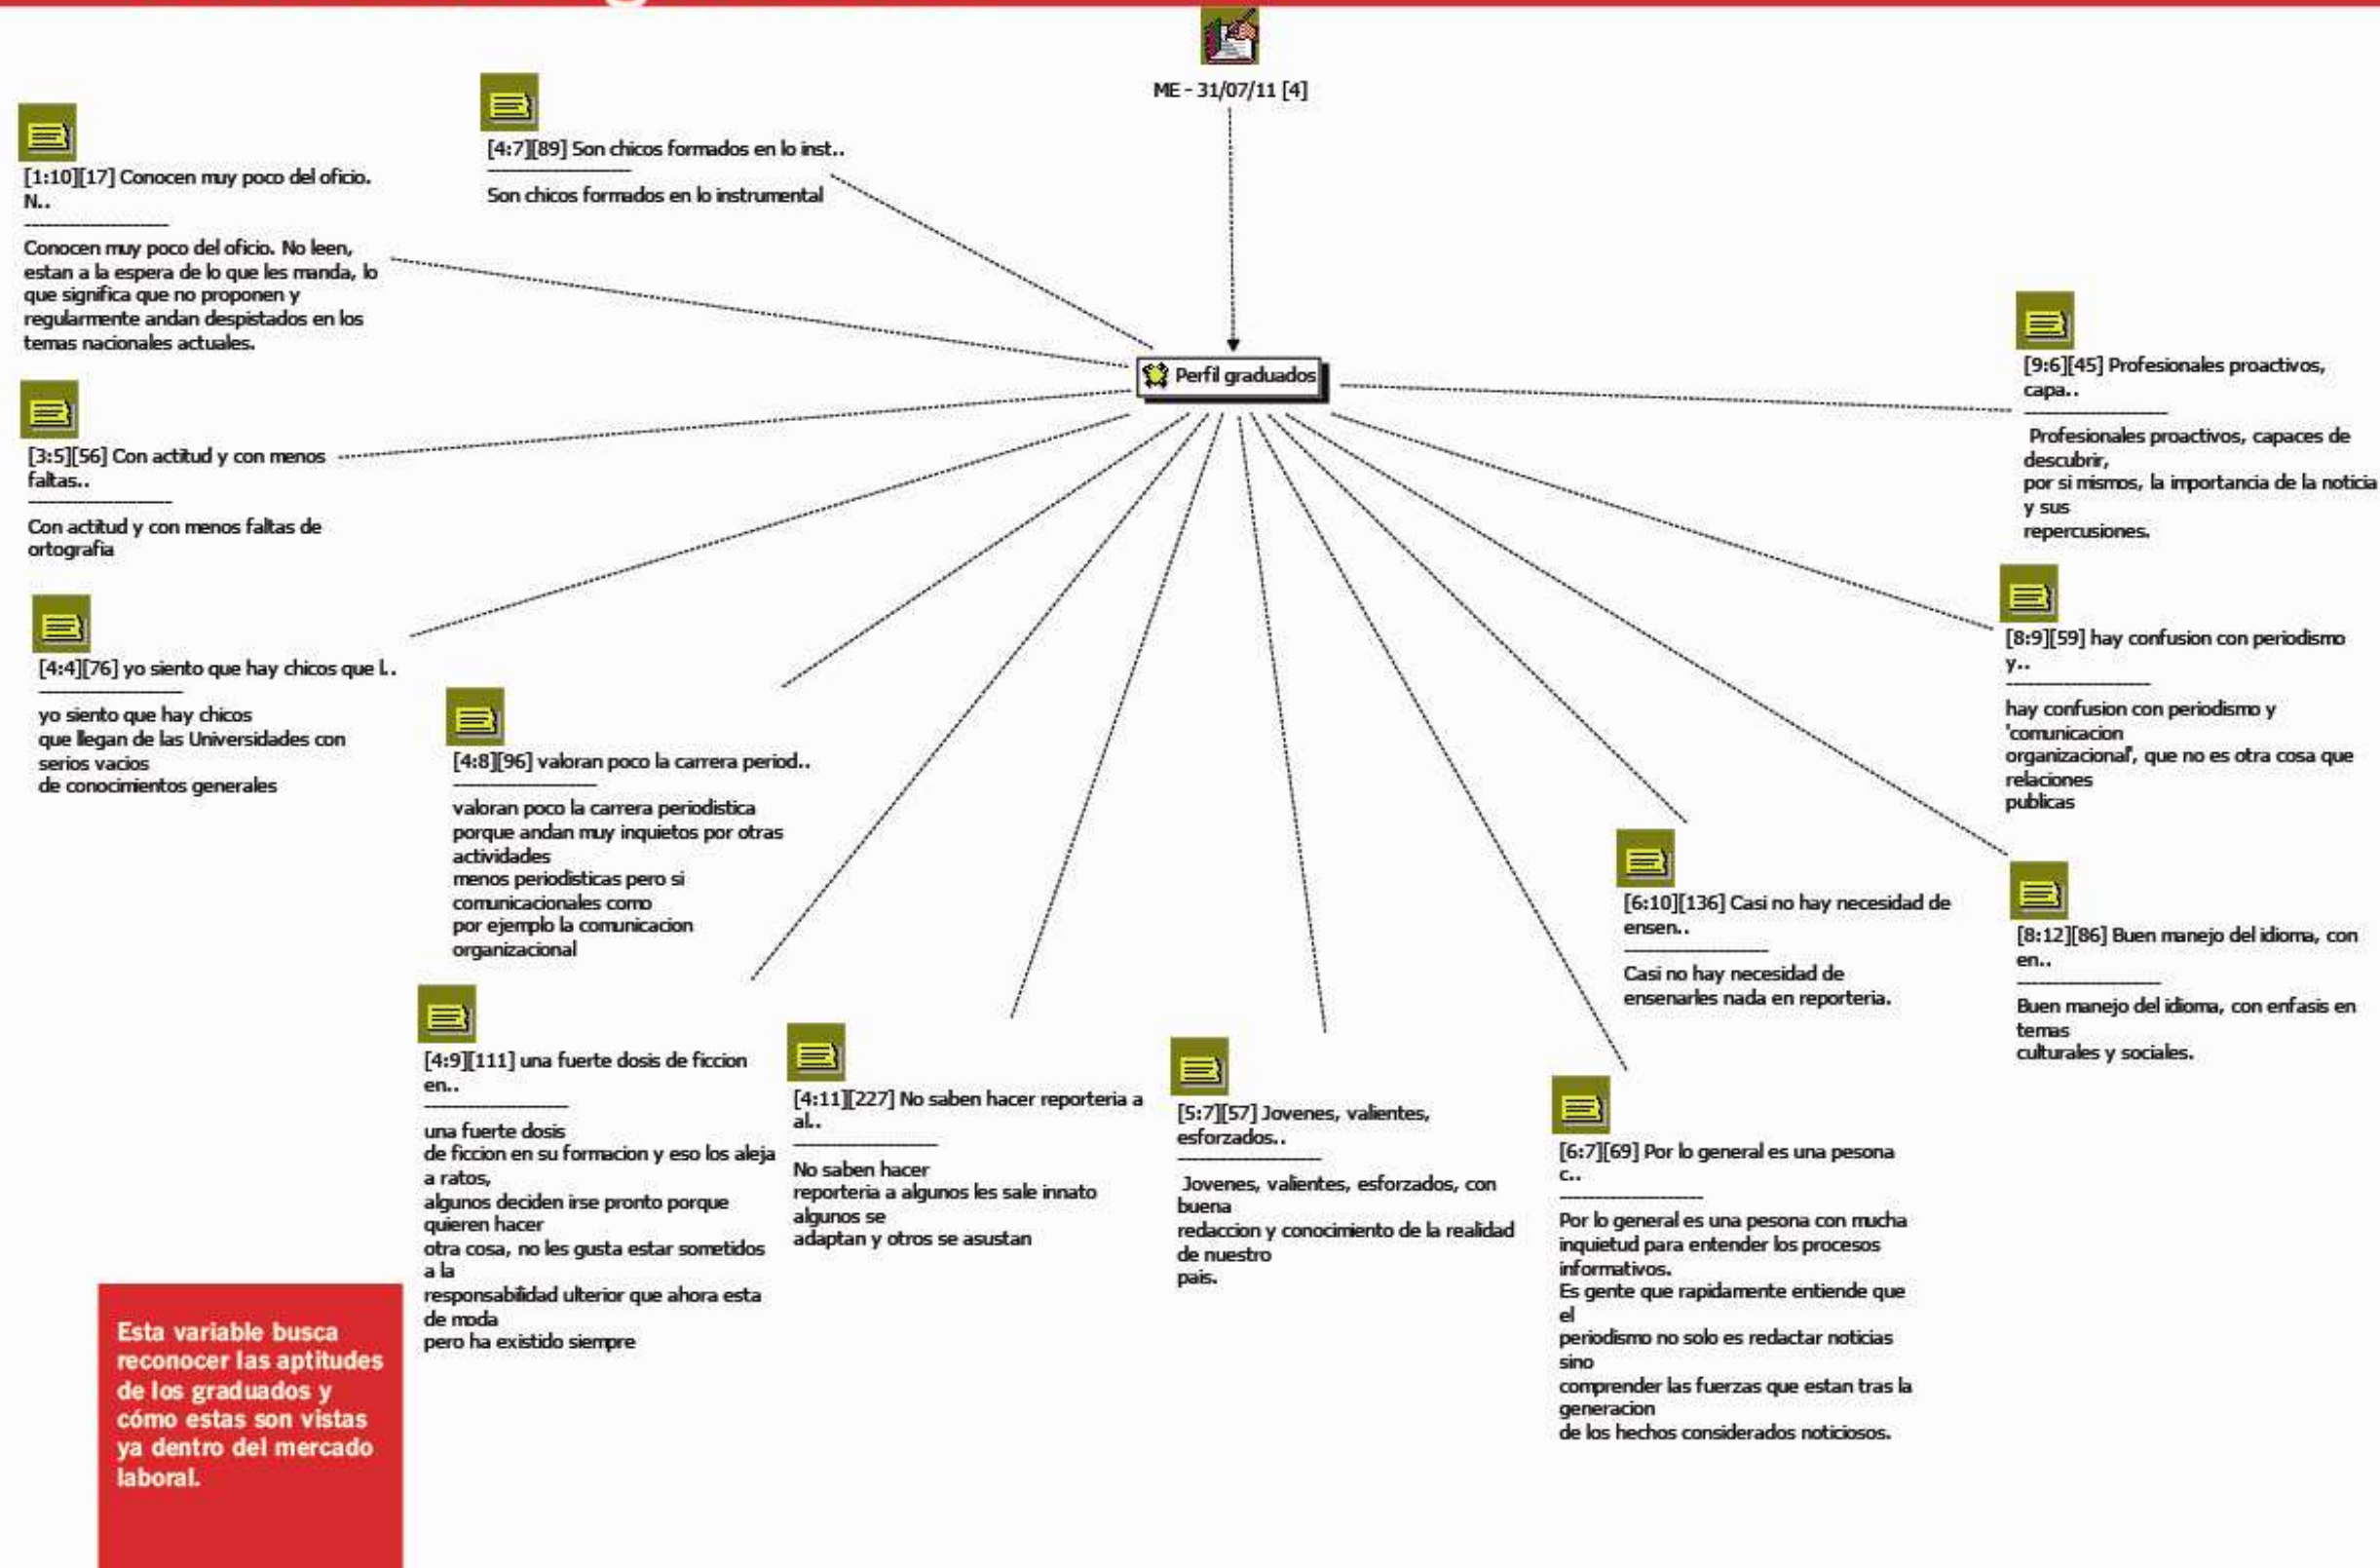 ME - 31/07/11 [4]
[4:7][89] Son chicos formados en lo inst..
Son chicos formados en lo instrumental
[1:10][17] Conocen muy poco del oficio.
N..
Conocen muy poco del oficio. No leen,
estan a la espera de lo que les manda, lo
que significa que no proponen y
regularmente andan despistados en los
temas nacionales actuales.
Perfil graduados
[9:6][45] Profesionales proactivos,
capa..
Profesionales proactivos, capaces de
descubrir,
por si mismos, la importancia de la noticia
y sus
repercusiones.
[3:5][56] Con actitud y con menos
faltas..
Con actitud y con menos faltas de
ortografia
[4:4][76] yo siento que hay chicos que l..
yo siento que hay chicos
que llegan de las Universidades con
serios vacios
de conocimientos generales
[8:9][59] hay confusion con periodismo
y..
hay confusion con periodismo y
'comunicacion
organizacional', que no es otra cosa que
relaciones
publicas
[4:8][96] valoran poco la carrera period..
valoran poco la carrera periodistica
porque andan muy inquietos por otras
actividades
menos periodisticas pero si
comunicacionales como
por ejemplo la comunicacion
organizacional
[6:10][136] Casi no hay necesidad de
ensen..
Casi no hay necesidad de
ensenarles nada en reporteria.
[8:12][86] Buen manejo del idioma, con
en..
Buen manejo del idioma, con enfasis en
temas
culturales y sociales.
[4:9][111] una fuerte dosis de ficcion
en..
una fuerte dosis
de ficcion en su formacion y eso los aleja
a ratos,
algunos deciden irse pronto porque
quieren hacer
otra cosa, no les gusta estar sometidos
a la
responsabilidad ulterior que ahora esta
de moda
pero ha existido siempre
[4:11][227] No saben hacer reporteria a
al..
No saben hacer
reporteria a algunos les sale innato
algunos se
adaptan y otros se asustan
[5:7][57] Jovenes, valientes,
esforzados..
Jovenes, valientes, esforzados, con
buena
redaccion y conocimiento de la realidad
de nuestro
pais.
[6:7][69] Por lo general es una pesona
c..
Por lo general es una pesona con mucha
inquietud para entender los procesos
informativos.
Es gente que rapidamente entiende que
el
periodismo no solo es redactar noticias
sino
comprender las fuerzas que estan tras la
generacion
de los hechos considerados noticiosos.
Esta variable busca
reconocer las aptitudes
de los graduados y
cómo estas son vistas
ya dentro del mercado
laboral.